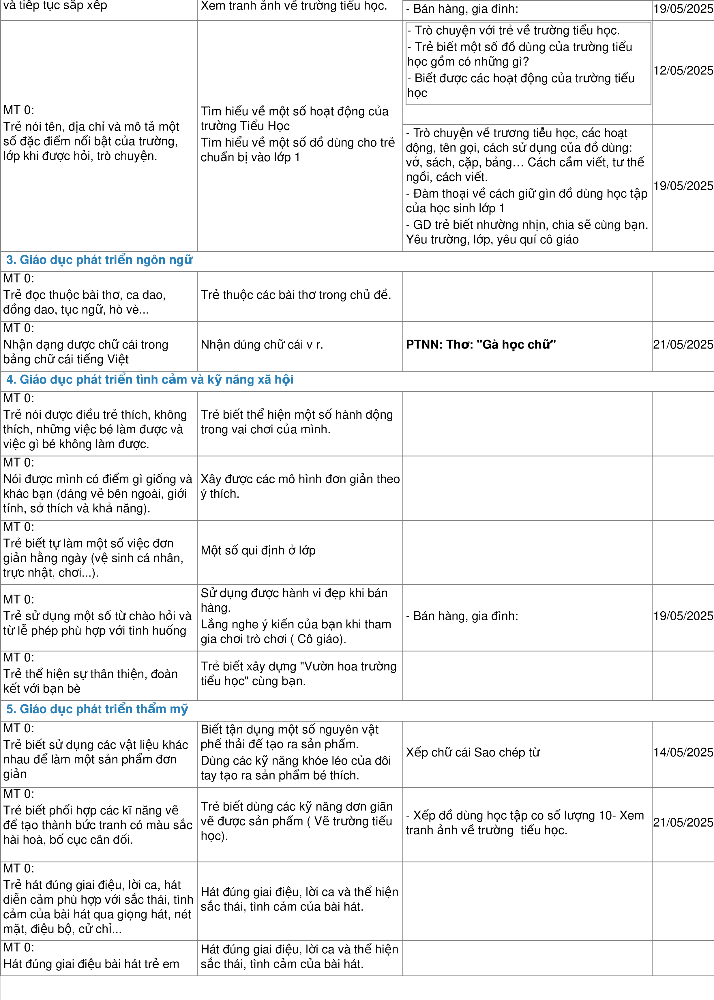 và tiếp tục sắp xếp
Xem tranh ảnh về trường tiểu học.
- Bán hàng, gia đình:
19/05/2025
MT 0:
Trẻ nói tên, địa chỉ và mô tả một
số đặc điểm nổi bật của trường,
lớp khi được hỏi, trò chuyện.
Tìm hiểu về một số hoạt động của
trường Tiểu Học
Tìm hiểu về một số đồ dùng cho trẻ
chuẩn bị vào lớp 1
- Trò chuyện với trẻ về trường tiểu học.
- Trẻ biết một số đồ dùng của trường tiểu
học gồm có những gì?
- Biết được các hoạt động của trường tiểu
học
12/05/2025
- Trò chuyện về trương tiểu học, các hoạt
động, tên gọi, cách sử dụng của đồ dùng:
vở, sách, cặp, bảng… Cách cầm viết, tư thế
ngồi, cách viết.
- Đàm thoại về cách giữ gìn đồ dùng học tập
của học sinh lớp 1
- GD trẻ biết nhường nhịn, chia sẽ cùng bạn.
Yêu trường, lớp, yêu quí cô giáo
19/05/2025
3. Giáo dục phát triển ngôn ngữ
MT 0:
Trẻ đọc thuộc bài thơ, ca dao,
đồng dao, tục ngữ, hò vè...
Trẻ thuộc các bài thơ trong chủ đề.
MT 0:
Nhận dạng được chữ cái trong
bảng chữ cái tiếng Việt
Nhận đúng chữ cái v r.
PTNN: Thơ: "Gà học chữ"
21/05/2025
4. Giáo dục phát triển tình cảm và kỹ năng xã hội
MT 0:
Trẻ nói được điều trẻ thích, không
thích, những việc bé làm được và
việc gì bé không làm được.
Trẻ biết thể hiện một số hành động
trong vai chơi của mình.
MT 0:
Nói được mình có điểm gì giống và
khác bạn (dáng vẻ bên ngoài, giới
tính, sở thích và khả năng).
Xây được các mô hình đơn giản theo
ý thích.
MT 0:
Trẻ biết tự làm một số việc đơn
giản hằng ngày (vệ sinh cá nhân,
trực nhật, chơi...).
Một số qui định ở lớp
MT 0:
Trẻ sử dụng một số từ chào hỏi và
từ lễ phép phù hợp với tình huống
Sử dụng được hành vi đẹp khi bán
hàng.
Lắng nghe ý kiến của bạn khi tham
gia chơi trò chơi ( Cô giáo).
- Bán hàng, gia đình:
19/05/2025
MT 0:
Trẻ thể hiện sự thân thiện, đoàn
kết với bạn bè
Trẻ biết xây dựng "Vườn hoa trường
tiểu học" cùng bạn.
5. Giáo dục phát triển thẩm mỹ
MT 0:
Trẻ biết sử dụng các vật liệu khác
nhau để làm một sản phẩm đơn
giản
Biết tận dụng một số nguyên vật
phế thải để tạo ra sản phẩm.
Dùng các kỹ năng khóe léo của đôi
tay tạo ra sản phẩm bé thích.
Xếp chữ cái Sao chép từ
14/05/2025
MT 0:
Trẻ biết phối hợp các kĩ năng vẽ
để tạo thành bức tranh có màu sắc
hài hoà, bố cục cân đối.
Trẻ biết dùng các kỹ năng đơn giãn
vẽ được sản phẩm ( Vẽ trường tiểu
học).
- Xếp đồ dùng học tập co số lượng 10- Xem
tranh ảnh về trường  tiểu học.
21/05/2025
MT 0:
Trẻ hát đúng giai điệu, lời ca, hát
diễn cảm phù hợp với sắc thái, tình
cảm của bài hát qua giọng hát, nét
mặt, điệu bộ, cử chỉ...
Hát đúng giai điệu, lời ca và thể hiện
sắc thái, tình cảm của bài hát.
MT 0:
Hát đúng giai điệu bài hát trẻ em
Hát đúng giai điệu, lời ca và thể hiện
sắc thái, tình cảm của bài hát.